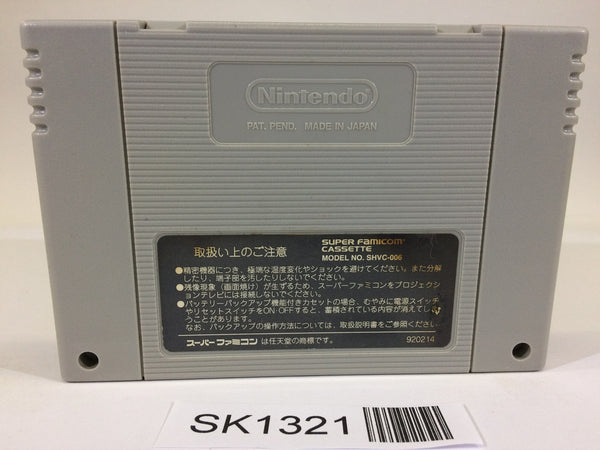 Nintendo
PAT. PEND. MADE IN JAPAN
取扱い上のご注意
SUPER FAMICOM
CASSETTE
MODEL NO. SHVC-006
●精密機器につき、極端な温度変化やショックを避けてください。また分解
したり、端子部を汚したりしないでください。
●残像現象（画面焼け）が生ずるため、スーパーファミコンをプロジェクシ
ョンテレビには接続しないでください。
●バッテリーバックアップ機能付きカセットの場合、むやみに電源スイッチ
やリセットスイッチをON・OFFすると、蓄積されている内容が消えてしま
うことがあります。
なお、バックアップの操作方法については、取扱説明書をご参照ください。
スーパーファミコンは任天堂の商標です。
920214
SK1321